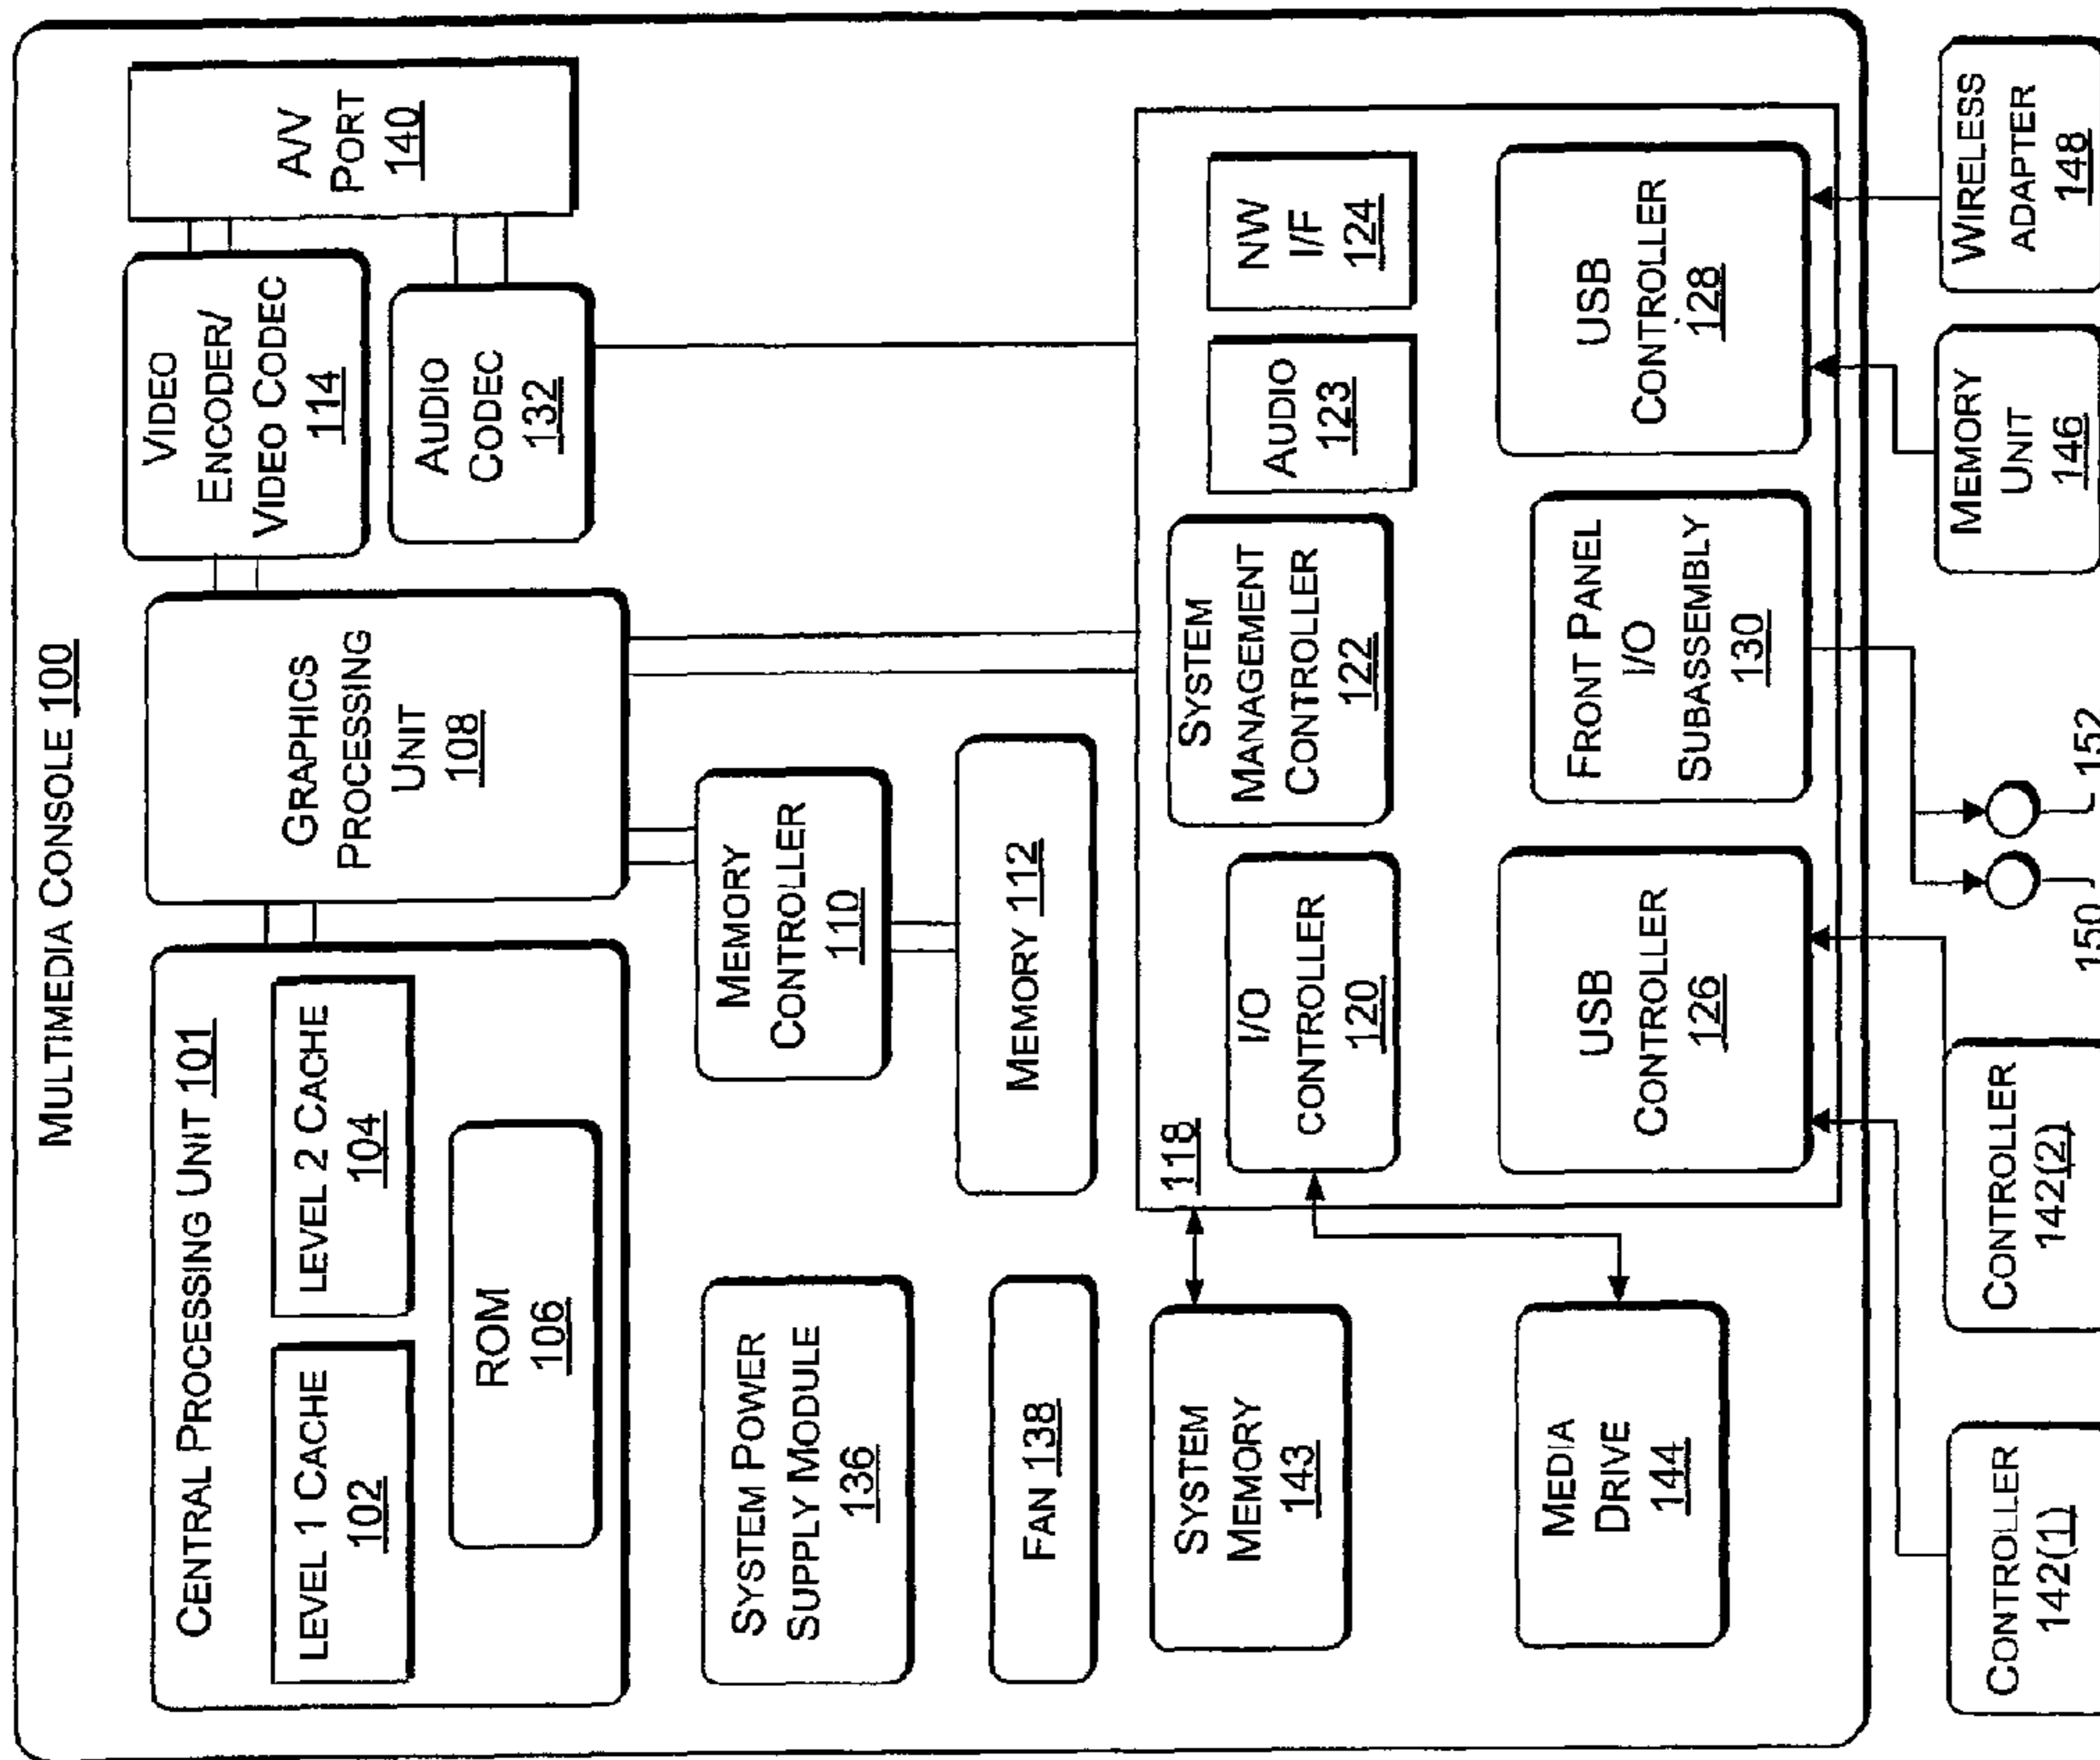 MULTIMEDIA CONSOLE 100
CENTRAL PROCESSING UNIT 101
LEVEL 1 CACHE
102
LEVEL 2 CACHE
104
ROM
106
GRAPHICS
PROCESSING
UNIT
108
VIDEO
ENCODER/
VIDEO CODEC
114
AUDIO
CODEC
132
A/V
PORT
140
MEMORY
CONTROLLER
110
MEMORY 112
SYSTEM POWER
SUPPLY MODULE
136
FAN 138
SYSTEM
MEMORY
143
MEDIA
DRIVE
144
118
I/O
CONTROLLER
120
SYSTEM
MANAGEMENT
CONTROLLER
122
AUDIO
123
NW
I/F
124
USB
CONTROLLER
126
FRONT PANEL
I/O
SUBASSEMBLY
130
USB
CONTROLLER
128
CONTROLLER
142(1)
CONTROLLER
142(2)
150
152
MEMORY
UNIT
146
WIRELESS
ADAPTER
148